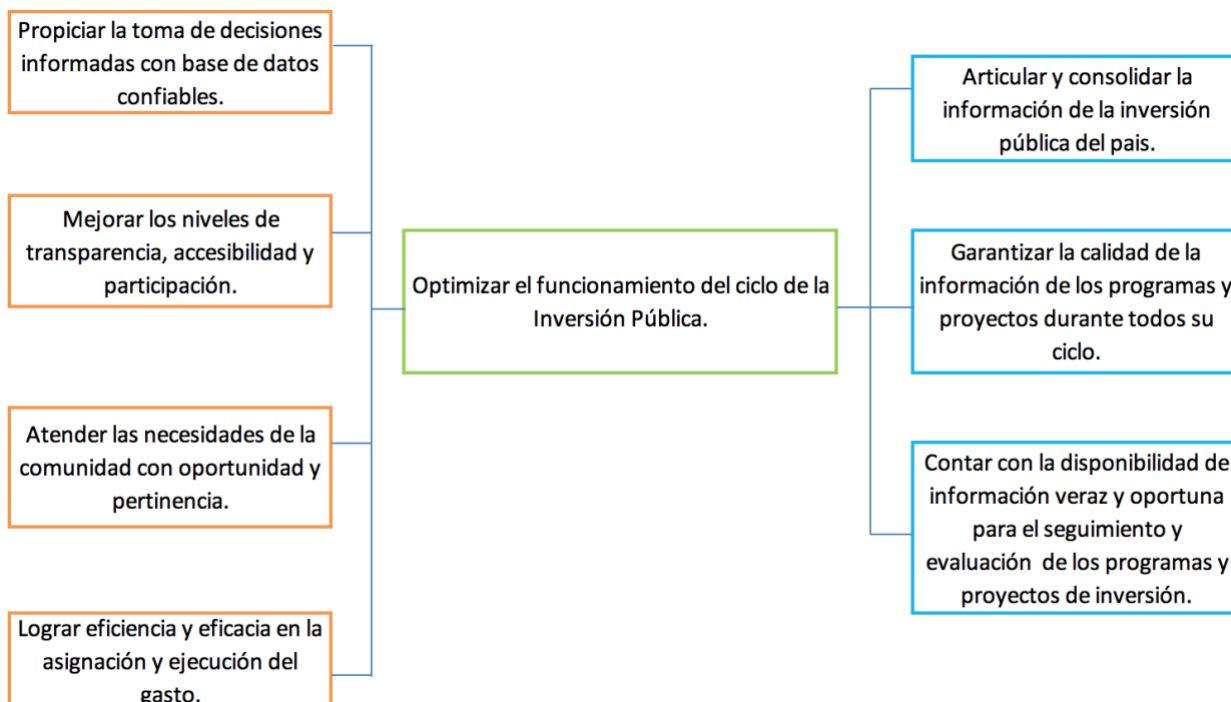 Propiciar la toma de decisiones
informadas con base de datos
confiables.
Mejorar los niveles de
transparencia, accesibilidad y
participación.
Atender las necesidades de la
comunidad con oportunidad y
pertinencia.
Lograr eficiencia y eficacia en la
asignación y ejecución del
gasto.
Optimizar el funcionamiento del ciclo de la
Inversión Pública.
Articular y consolidar la
información de la inversión
pública del pais.
Garantizar la calidad de la
información de los programas y
proyectos durante todos su
ciclo.
Contar con la disponibilidad de
información veraz y oportuna
para el seguimiento y
evaluación de los programas y
proyectos de inversión.